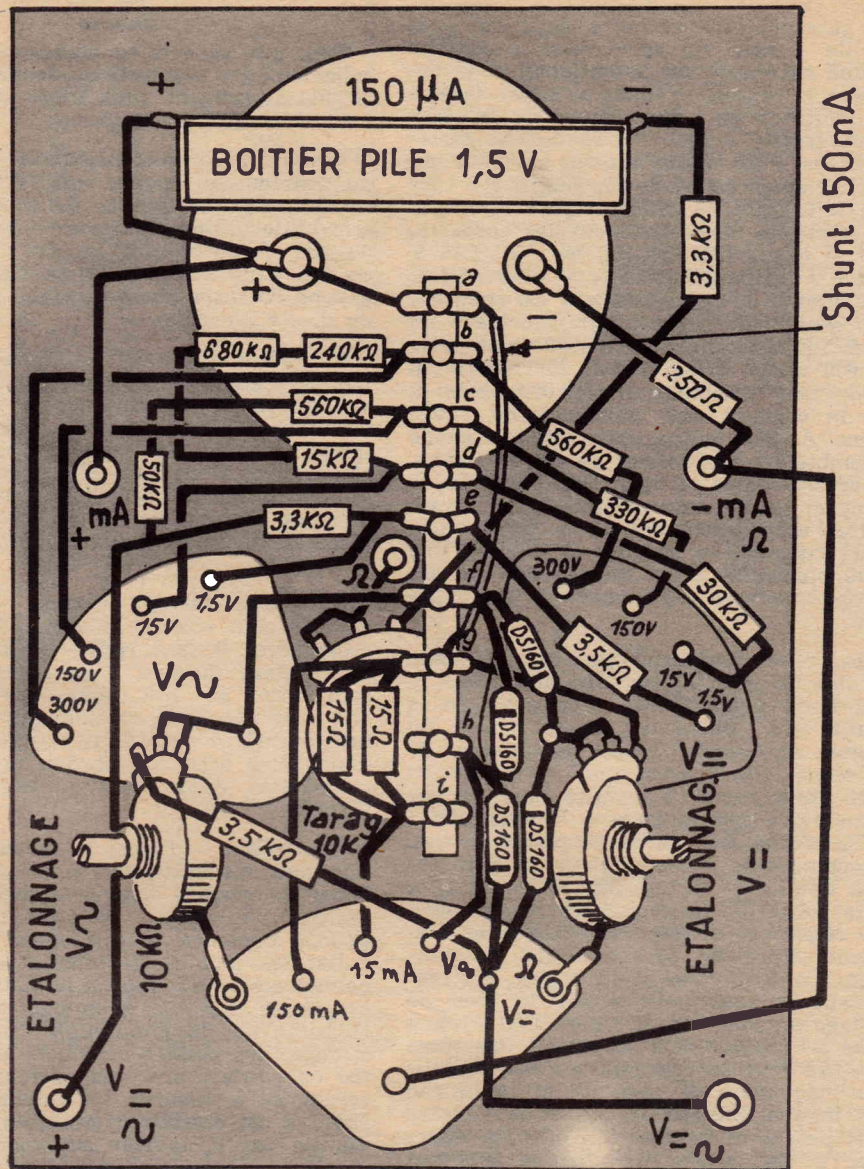 +
150 μA
−
BOITIER PILE 1,5 V
Shunt 150mA
3,3KΩ
+
−
a
b
680KΩ
240KΩ
250Ω
c
560KΩ
560KΩ
d
15KΩ
50KΩ
+ mA
− mA
Ω
e
3,3KΩ
330KΩ
Ω
f
300V
30KΩ
1,5V
15V
150V
DS160
3,5KΩ
g
150V
15V
V~
300V
1,5V
15Ω
15Ω
DS160
h
i
Tarag
10K
3,5KΩ
DS160
DS160
ETALONNAGE
V~
10KΩ
ETALONNAG
V=
V=
15mA
150mA
Ω
V=
V
=
~
+
V= ~